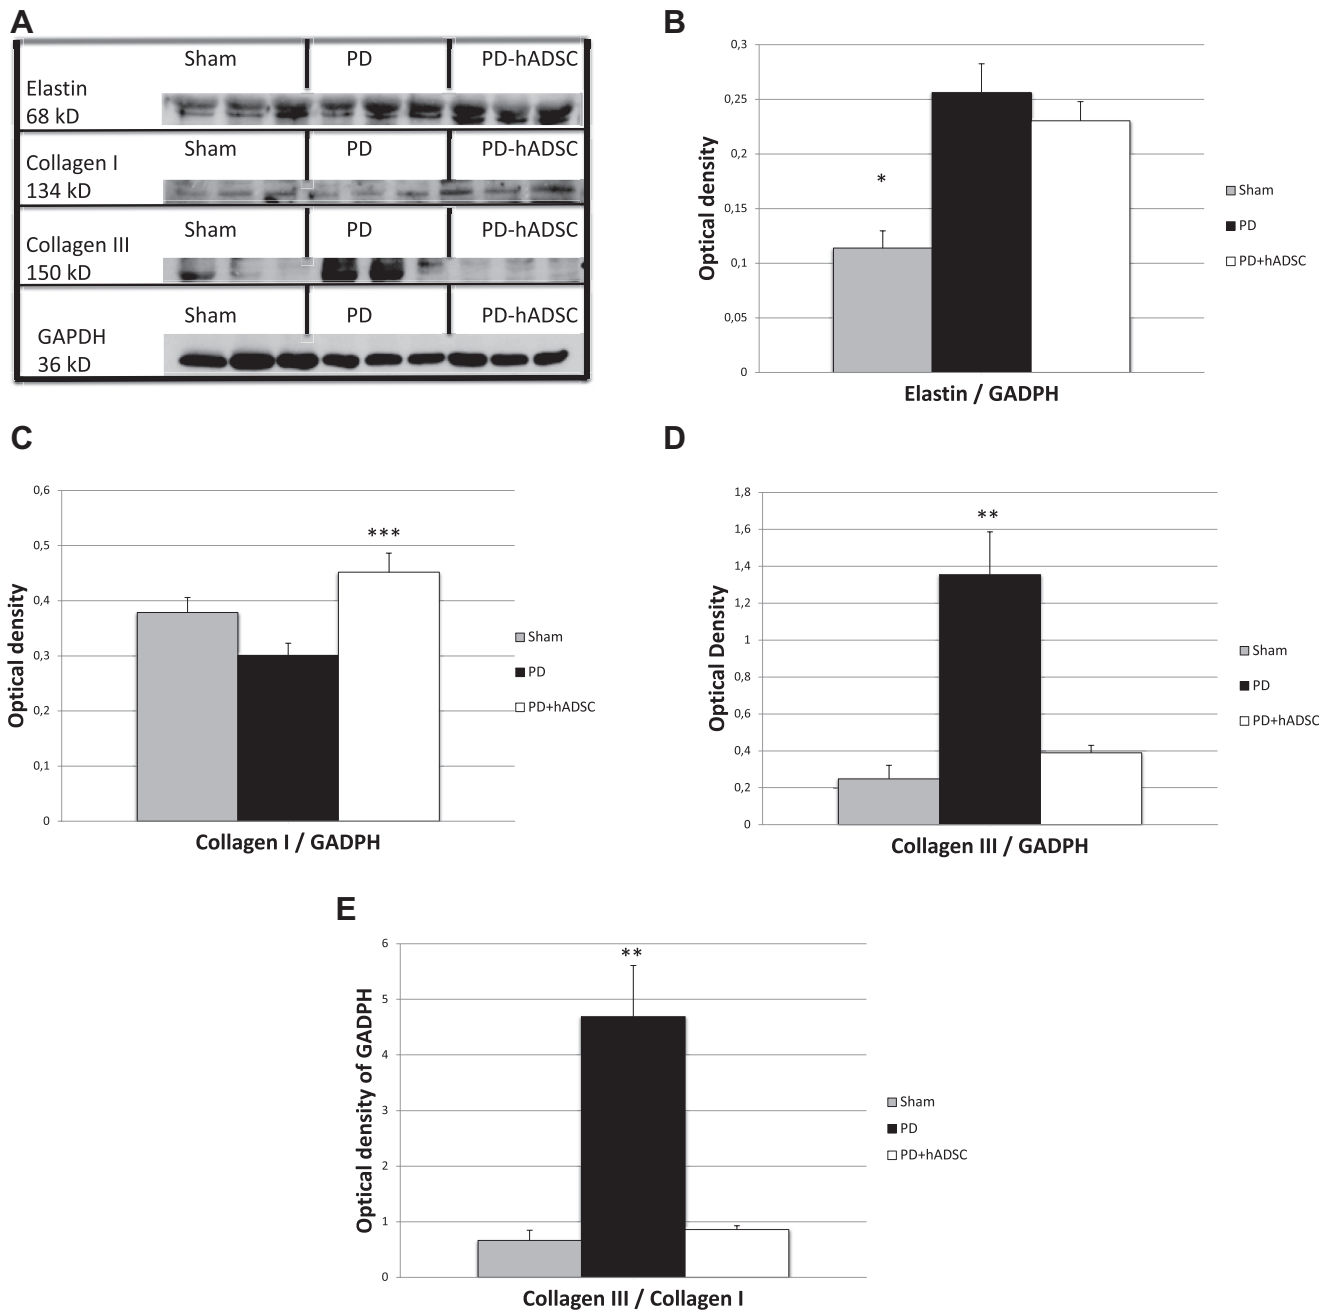 A
Sham PD PD-hADSC
Elastin
68 kD
Sham PD PD-hADSC
Collagen I
134 kD
Sham PD PD-hADSC
Collagen III
150 kD
Sham PD PD-hADSC
GAPDH
36 kD
B
0,3
0,25
0,2
0,15
0,1
0,05
0
Optical density
*
Sham
PD
PD+hADSC
Elastin / GADPH
C
0,6
0,5
0,4
0,3
0,2
0,1
0
Optical density
***
Sham
PD
PD+hADSC
Collagen I / GADPH
D
1,8
1,6
1,4
1,2
1
0,8
0,6
0,4
0,2
0
Optical Density
**
Sham
PD
PD+hADSC
Collagen III / GADPH
E
6
5
4
3
2
1
0
Optical density of GADPH
**
Sham
PD
PD+hADSC
Collagen III / Collagen I